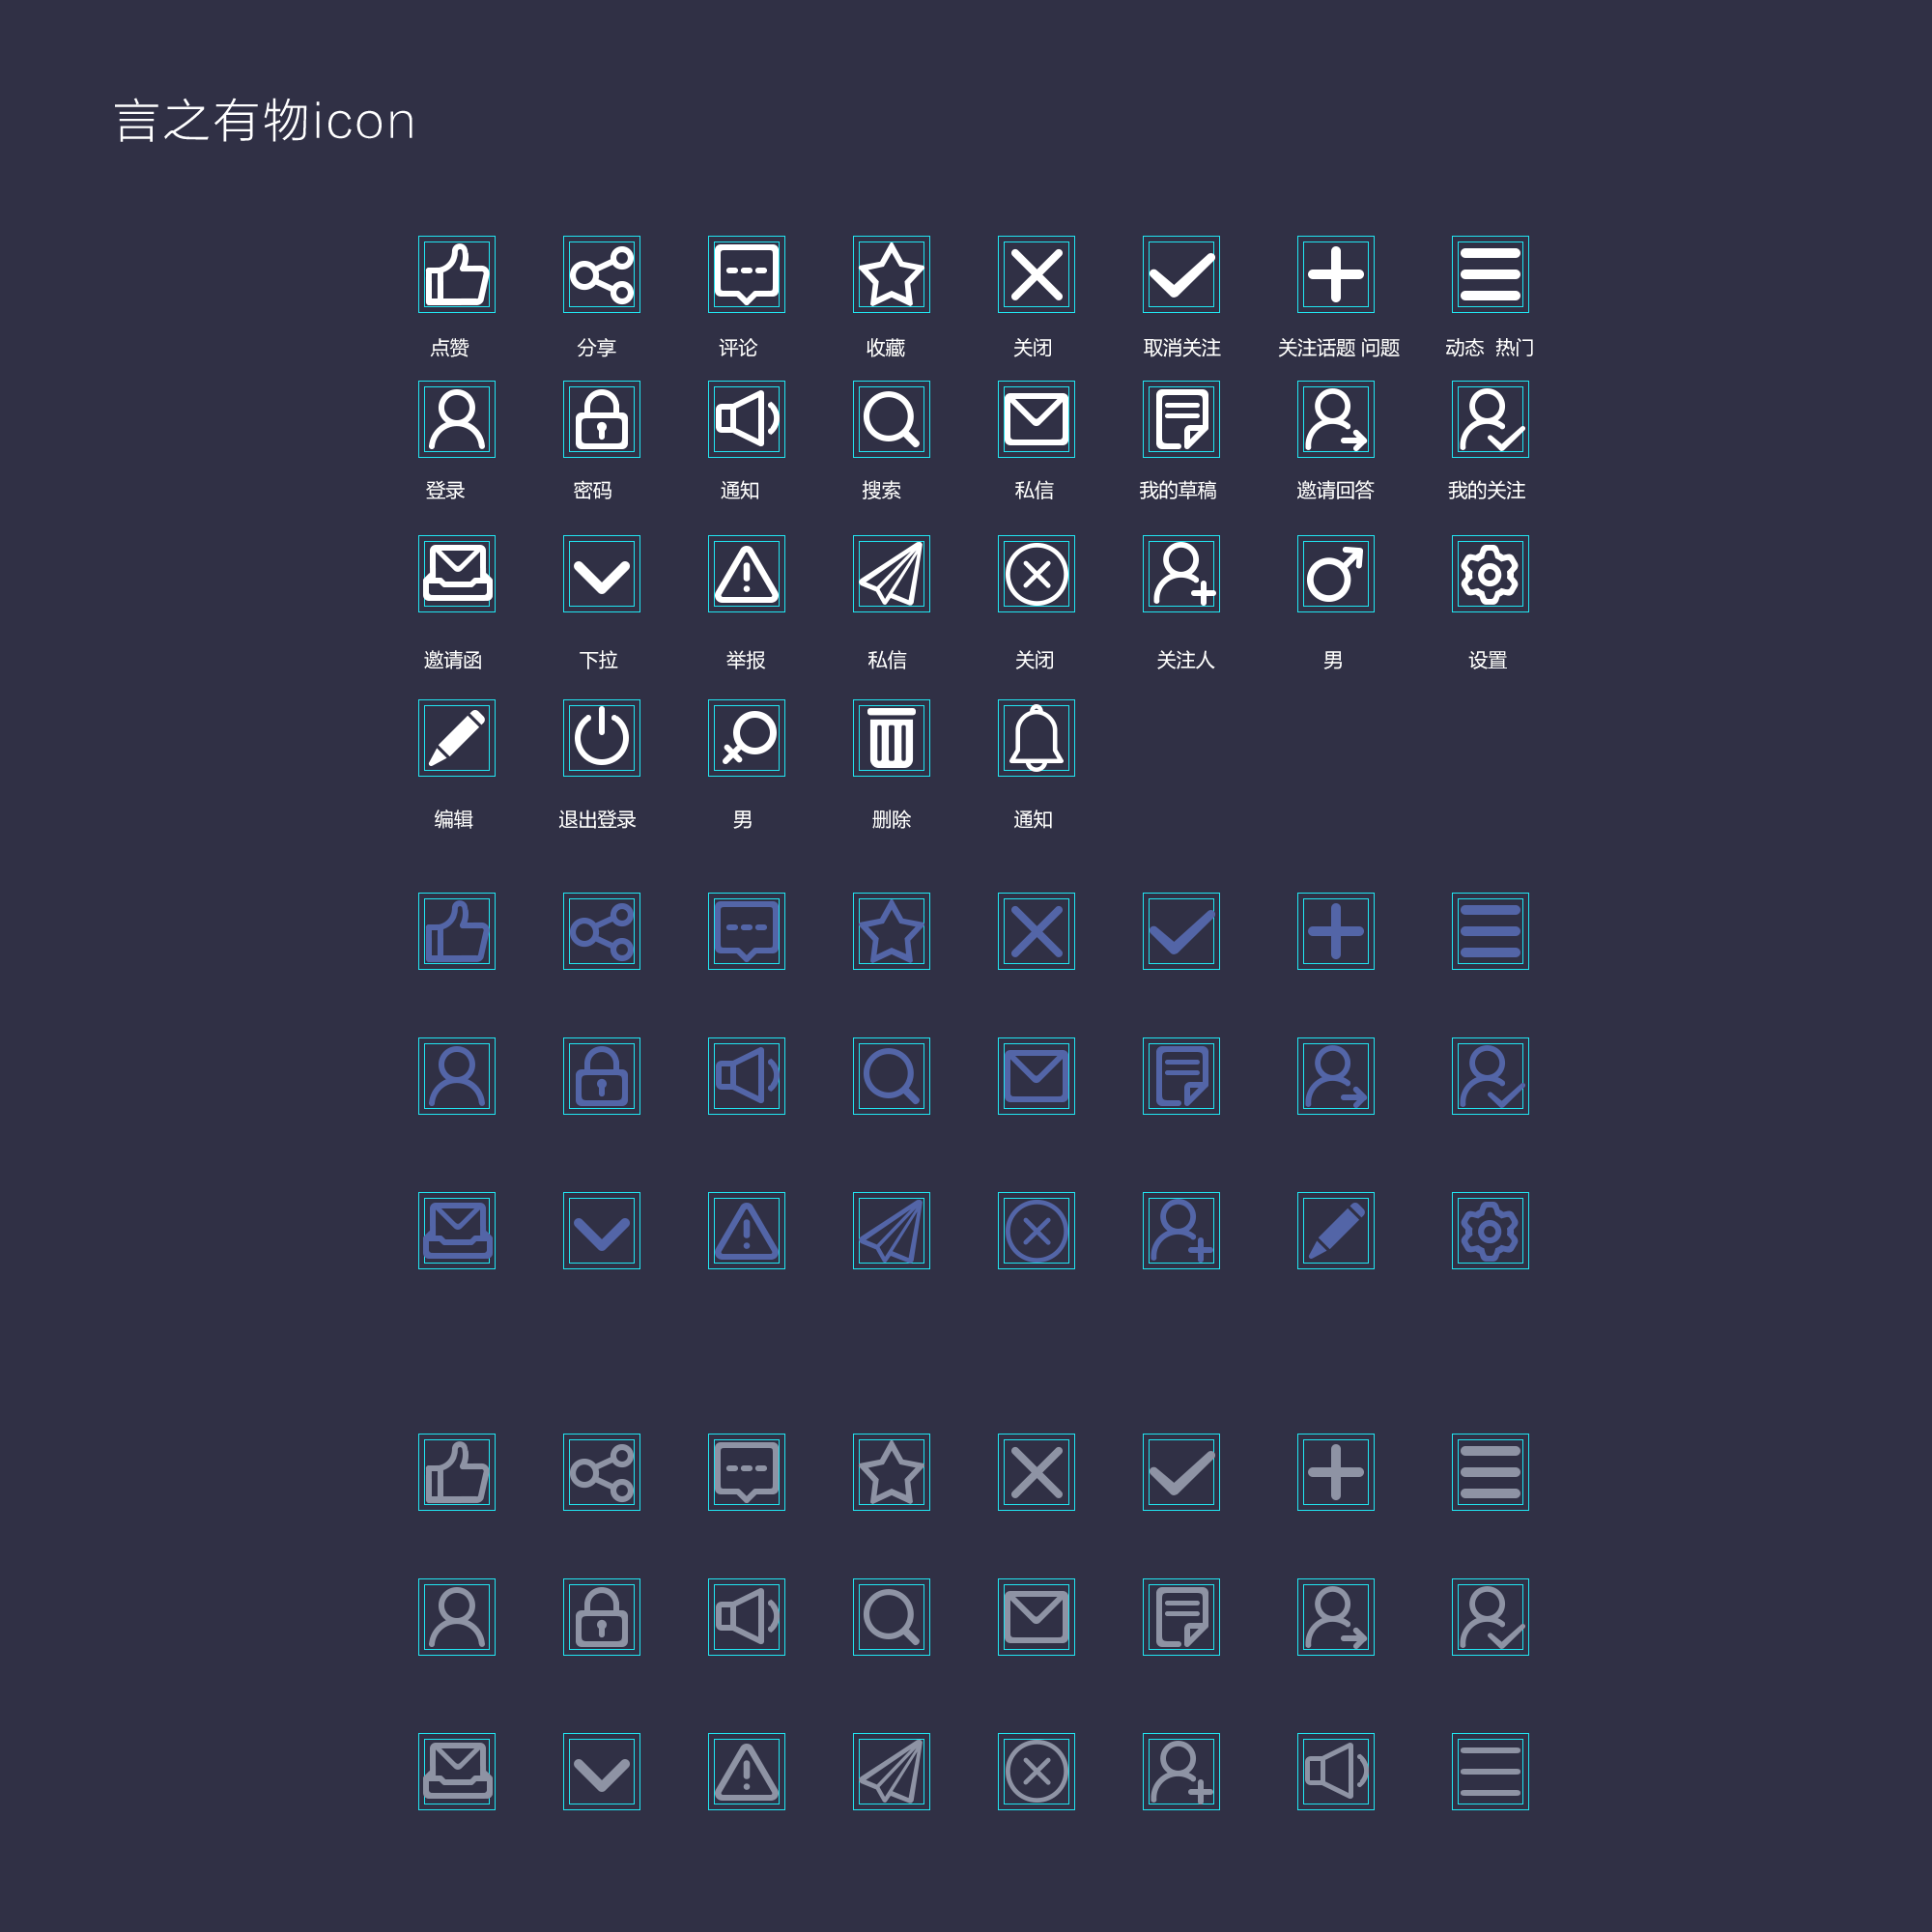 言之有物icon
点赞 分享 评论 收藏 关闭 取消关注 关注话题 问题 动态 热门
登录 密码 通知 搜索 私信 我的草稿 邀请回答 我的关注
邀请函 下拉 举报 私信 关闭 关注人 男 设置
编辑 退出登录 男 删除 通知